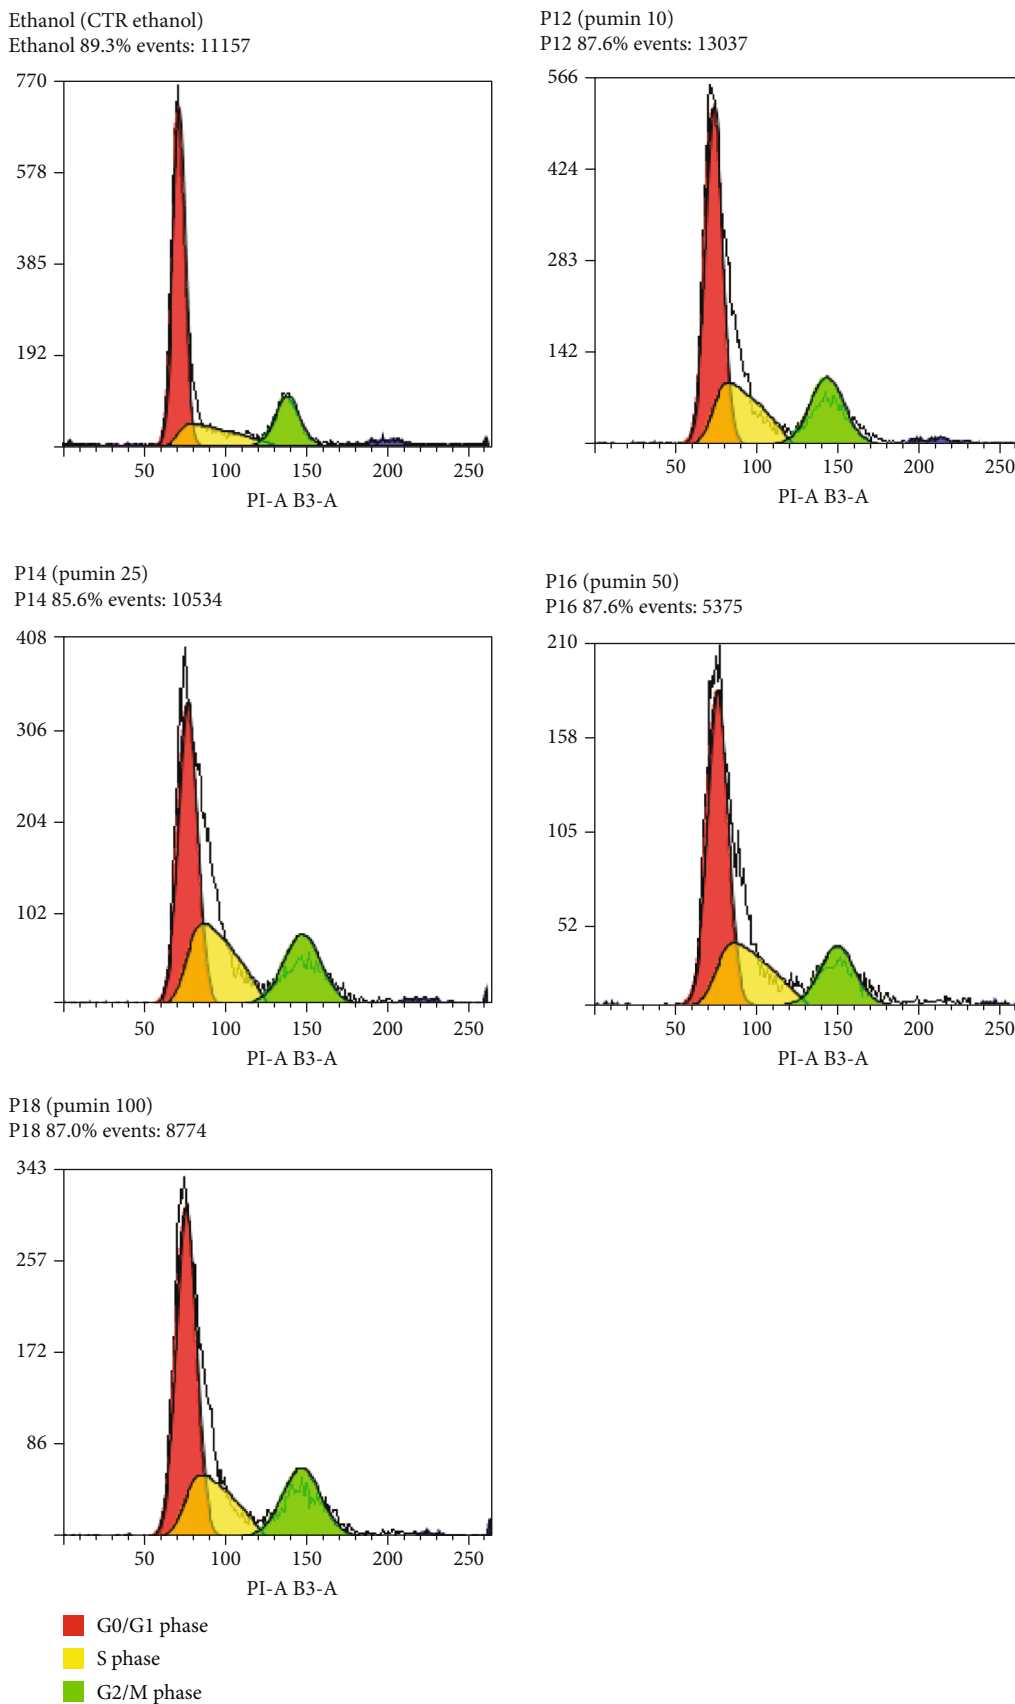 Ethanol (CTR ethanol)
Ethanol 89.3% events: 11157
770
578
385
192
50 100 150 200 250
PI-A B3-A
P12 (pumin 10)
P12 87.6% events: 13037
566
424
283
142
50 100 150 200 250
PI-A B3-A
P14 (pumin 25)
P14 85.6% events: 10534
408
306
204
102
50 100 150 200 250
PI-A B3-A
P16 (pumin 50)
P16 87.6% events: 5375
210
158
105
52
50 100 150 200 250
PI-A B3-A
P18 (pumin 100)
P18 87.0% events: 8774
343
257
172
86
50 100 150 200 250
PI-A B3-A
G0/G1 phase
S phase
G2/M phase